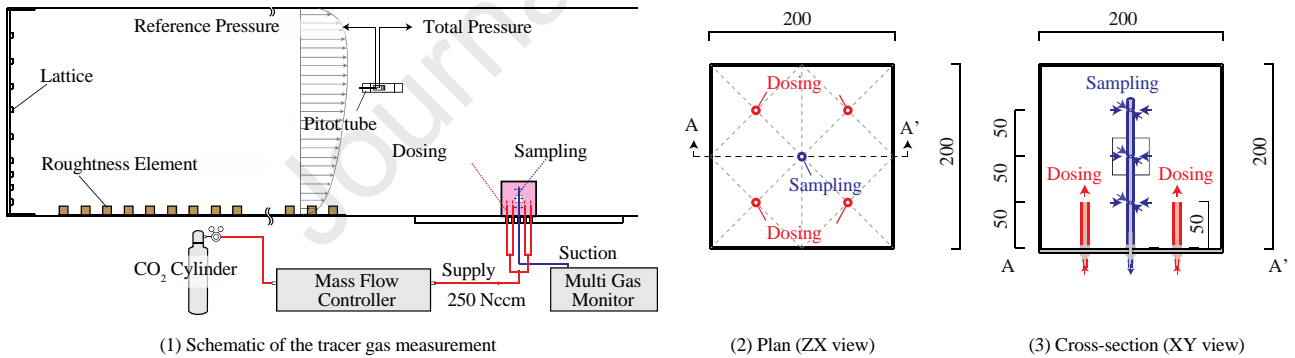 Reference Pressure
Total Pressure
Lattice
Pitot tube
Dosing
Sampling
Roughness Element
CO2 Cylinder
Mass Flow
Controller
Supply
250 Nccm
Suction
Multi Gas
Monitor
(1) Schematic of the tracer gas measurement
200
Dosing
A
A’
200
Sampling
Dosing
(2) Plan (ZX view)
200
Sampling
50
50
50
Dosing
Dosing
50
200
A
A’
(3) Cross-section (XY view)
Journa